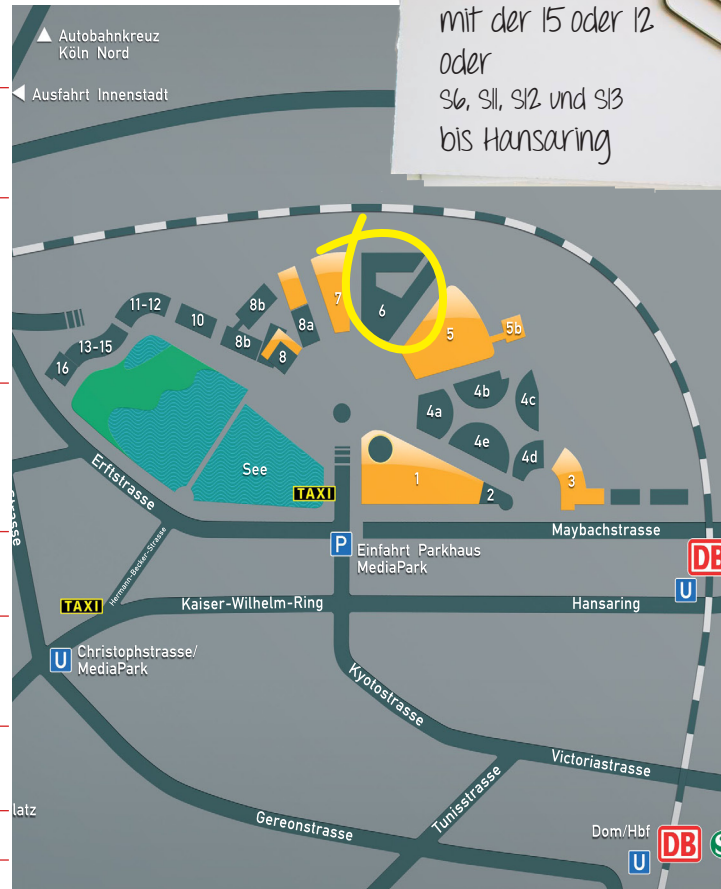 mit der 15 oder 12
oder
S6, S11, S12 und S13
bis Hansaring
Autobahnkreuz
Köln Nord
Ausfahrt Innenstadt
11-12
10
8b
8b
8a
8
7
6
5
5b
13-15
16
4a
4b
4c
4e
4d
See
TAXI
1
2
3
Erftstrasse
Maybachstrasse
P
Einfahrt Parkhaus
MediaPark
DB
U
Hermann-Becker-Strasse
TAXI
Kaiser-Wilhelm-Ring
Hansaring
U
Christophstrasse/
MediaPark
Kyotostrasse
Victoriastrasse
Tunisstrasse
Gereonstrasse
latz
Dom/Hbf
DB
S
U